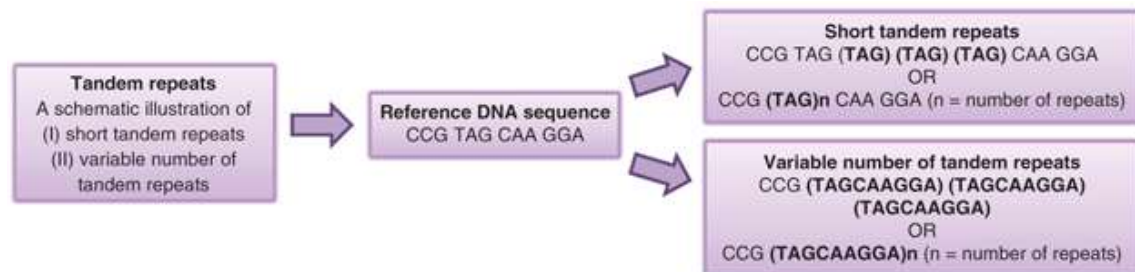 Tandem repeats
A schematic illustration of
(I) short tandem repeats
(II) variable number of
tandem repeats
Reference DNA sequence
CCG TAG CAA GGA
Short tandem repeats
CCG TAG (TAG) (TAG) (TAG) CAA GGA
OR
CCG (TAG)n CAA GGA (n = number of repeats)
Variable number of tandem repeats
CCG (TAGCAAGGA) (TAGCAAGGA)
(TAGCAAGGA)
OR
CCG (TAGCAAGGA)n (n = number of repeats)